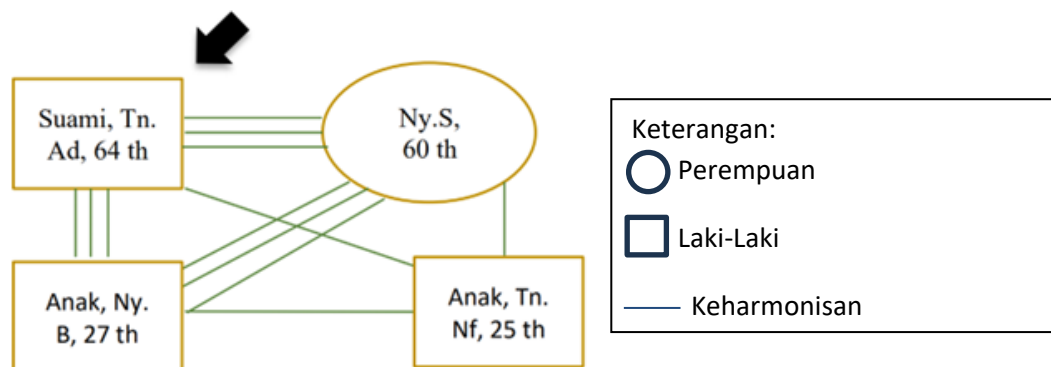 Suami, Tn.
Ad, 64 th
Ny.S,
60 th
Anak, Ny.
B, 27 th
Anak, Tn.
Nf, 25 th
Keterangan:
Perempuan
Laki-Laki
Keharmonisan